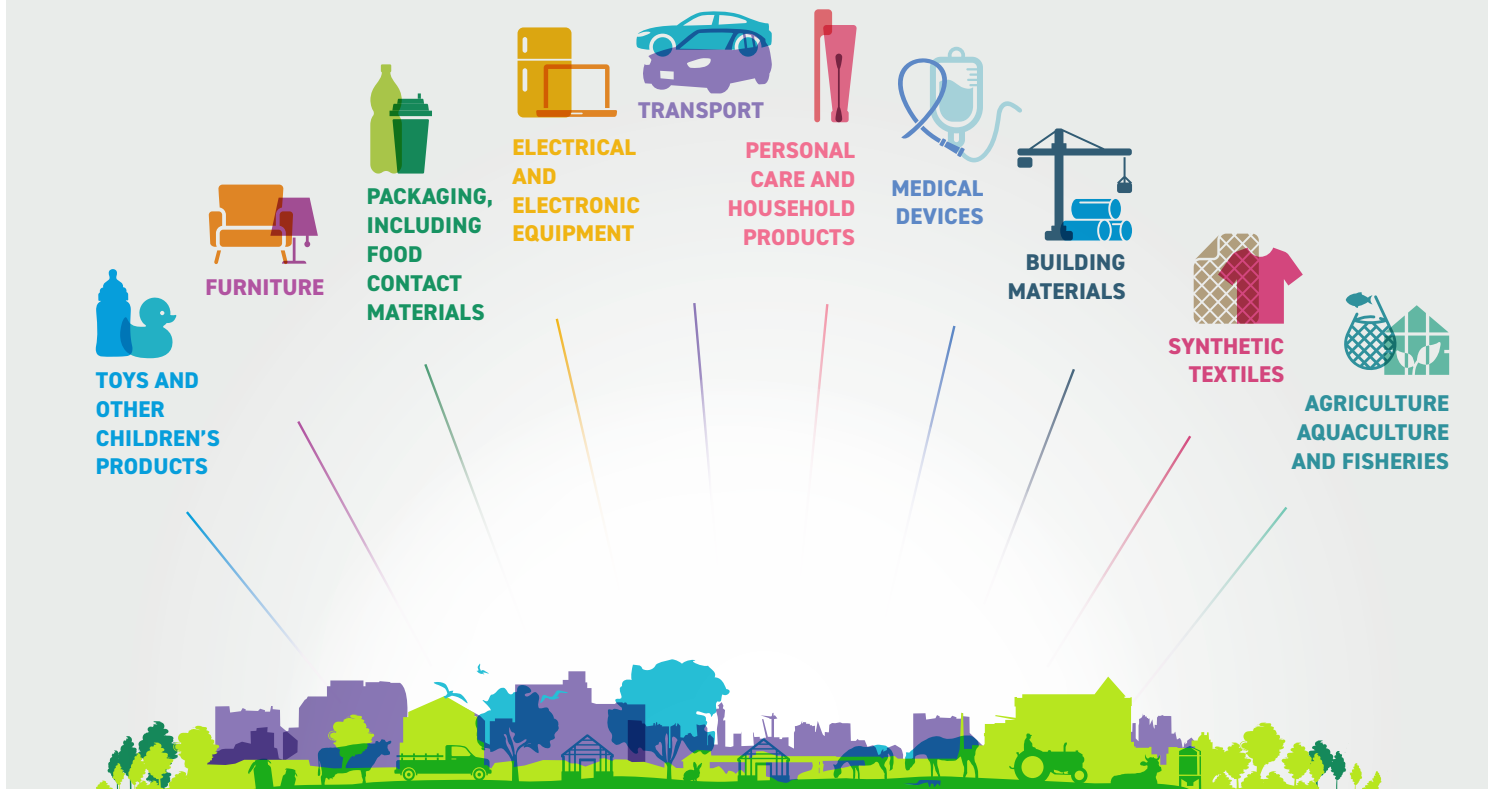 TOYS AND
OTHER
CHILDREN'S
PRODUCTS
FURNITURE
PACKAGING,
INCLUDING
FOOD
CONTACT
MATERIALS
ELECTRICAL
AND
ELECTRONIC
EQUIPMENT
TRANSPORT
PERSONAL
CARE AND
HOUSEHOLD
PRODUCTS
MEDICAL
DEVICES
BUILDING
MATERIALS
SYNTHETIC
TEXTILES
AGRICULTURE
AQUACULTURE
AND FISHERIES